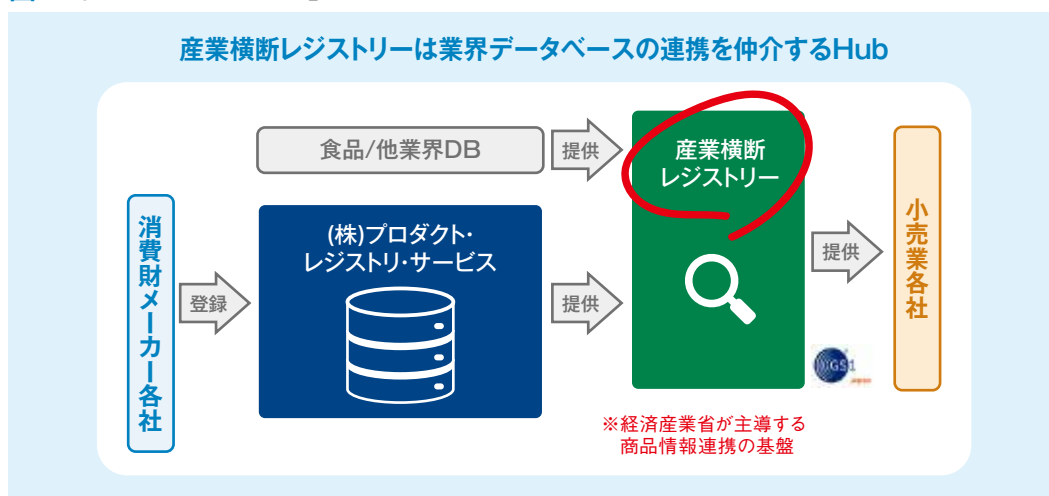 産業横断レジストリーは業界データベースの連携を仲介するHub
食品/他業界DB
提供
産業横断
レジストリー
消費財メーカー各社
登録
(株)プロダクト・
レジストリ・サービス
提供
提供
小売業各社
GS1
※経済産業省が主導する
商品情報連携の基盤